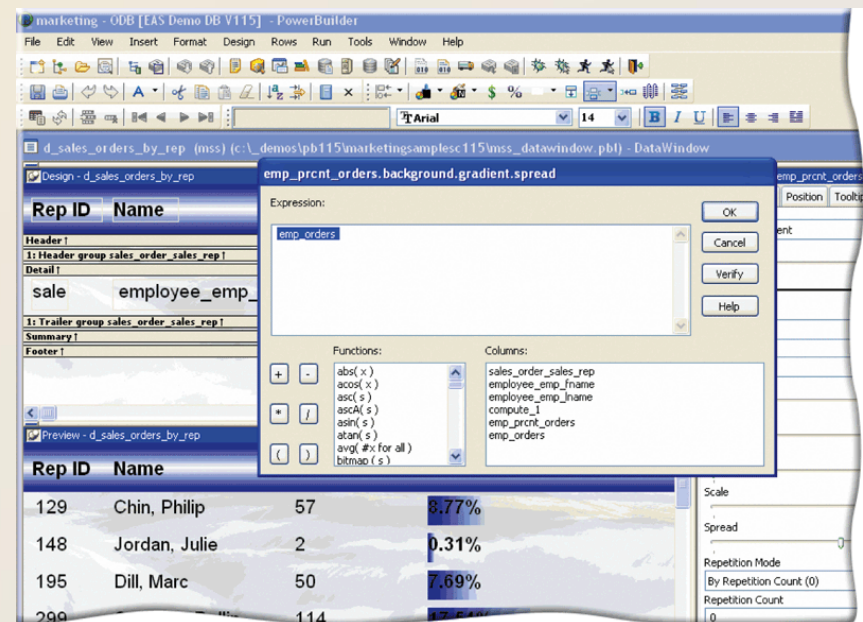 marketing - ODB [EAS Demo DB V115] - PowerBuilder
File Edit View Insert Format Design Rows Run Tools Window Help
A $ %
Arial 14 B I U
d_sales_orders_by_rep (mss) (c:\_demos\pb115\marketingsamplesc115\mss_datawindow.pbl) - DataWindow
Design - d_sales_orders_by_rep
emp_prcnt_orders.background.gradient.spread
emp_prcnt_orders
Position
Rep ID Name
Expression:
emp_orders
OK
Cancel
Verify
Help
Header ↑
1: Header group sales_order_sales_rep ↑
Detail ↑
sale employee_emp_
1: Trailer group sales_order_sales_rep ↑
Summary ↑
Footer ↑
Functions:
Columns:
+ -
* /
( )
abs( x )
acos( x )
asc( s )
ascA( s )
asin( s )
atan( s )
avg( #x for all )
bitmap ( s )
sales_order_sales_rep
employee_emp_fname
employee_emp_lname
compute_1
emp_prcnt_orders
emp_orders
Preview - d_sales_orders_by_rep
Rep ID Name
129 Chin, Philip 57 8.77%
148 Jordan, Julie 2 0.31%
195 Dill, Marc 50 7.69%
299 114 17.54%
Scale
Spread
Repetition Mode
By Repetition Count (0)
Repetition Count
0